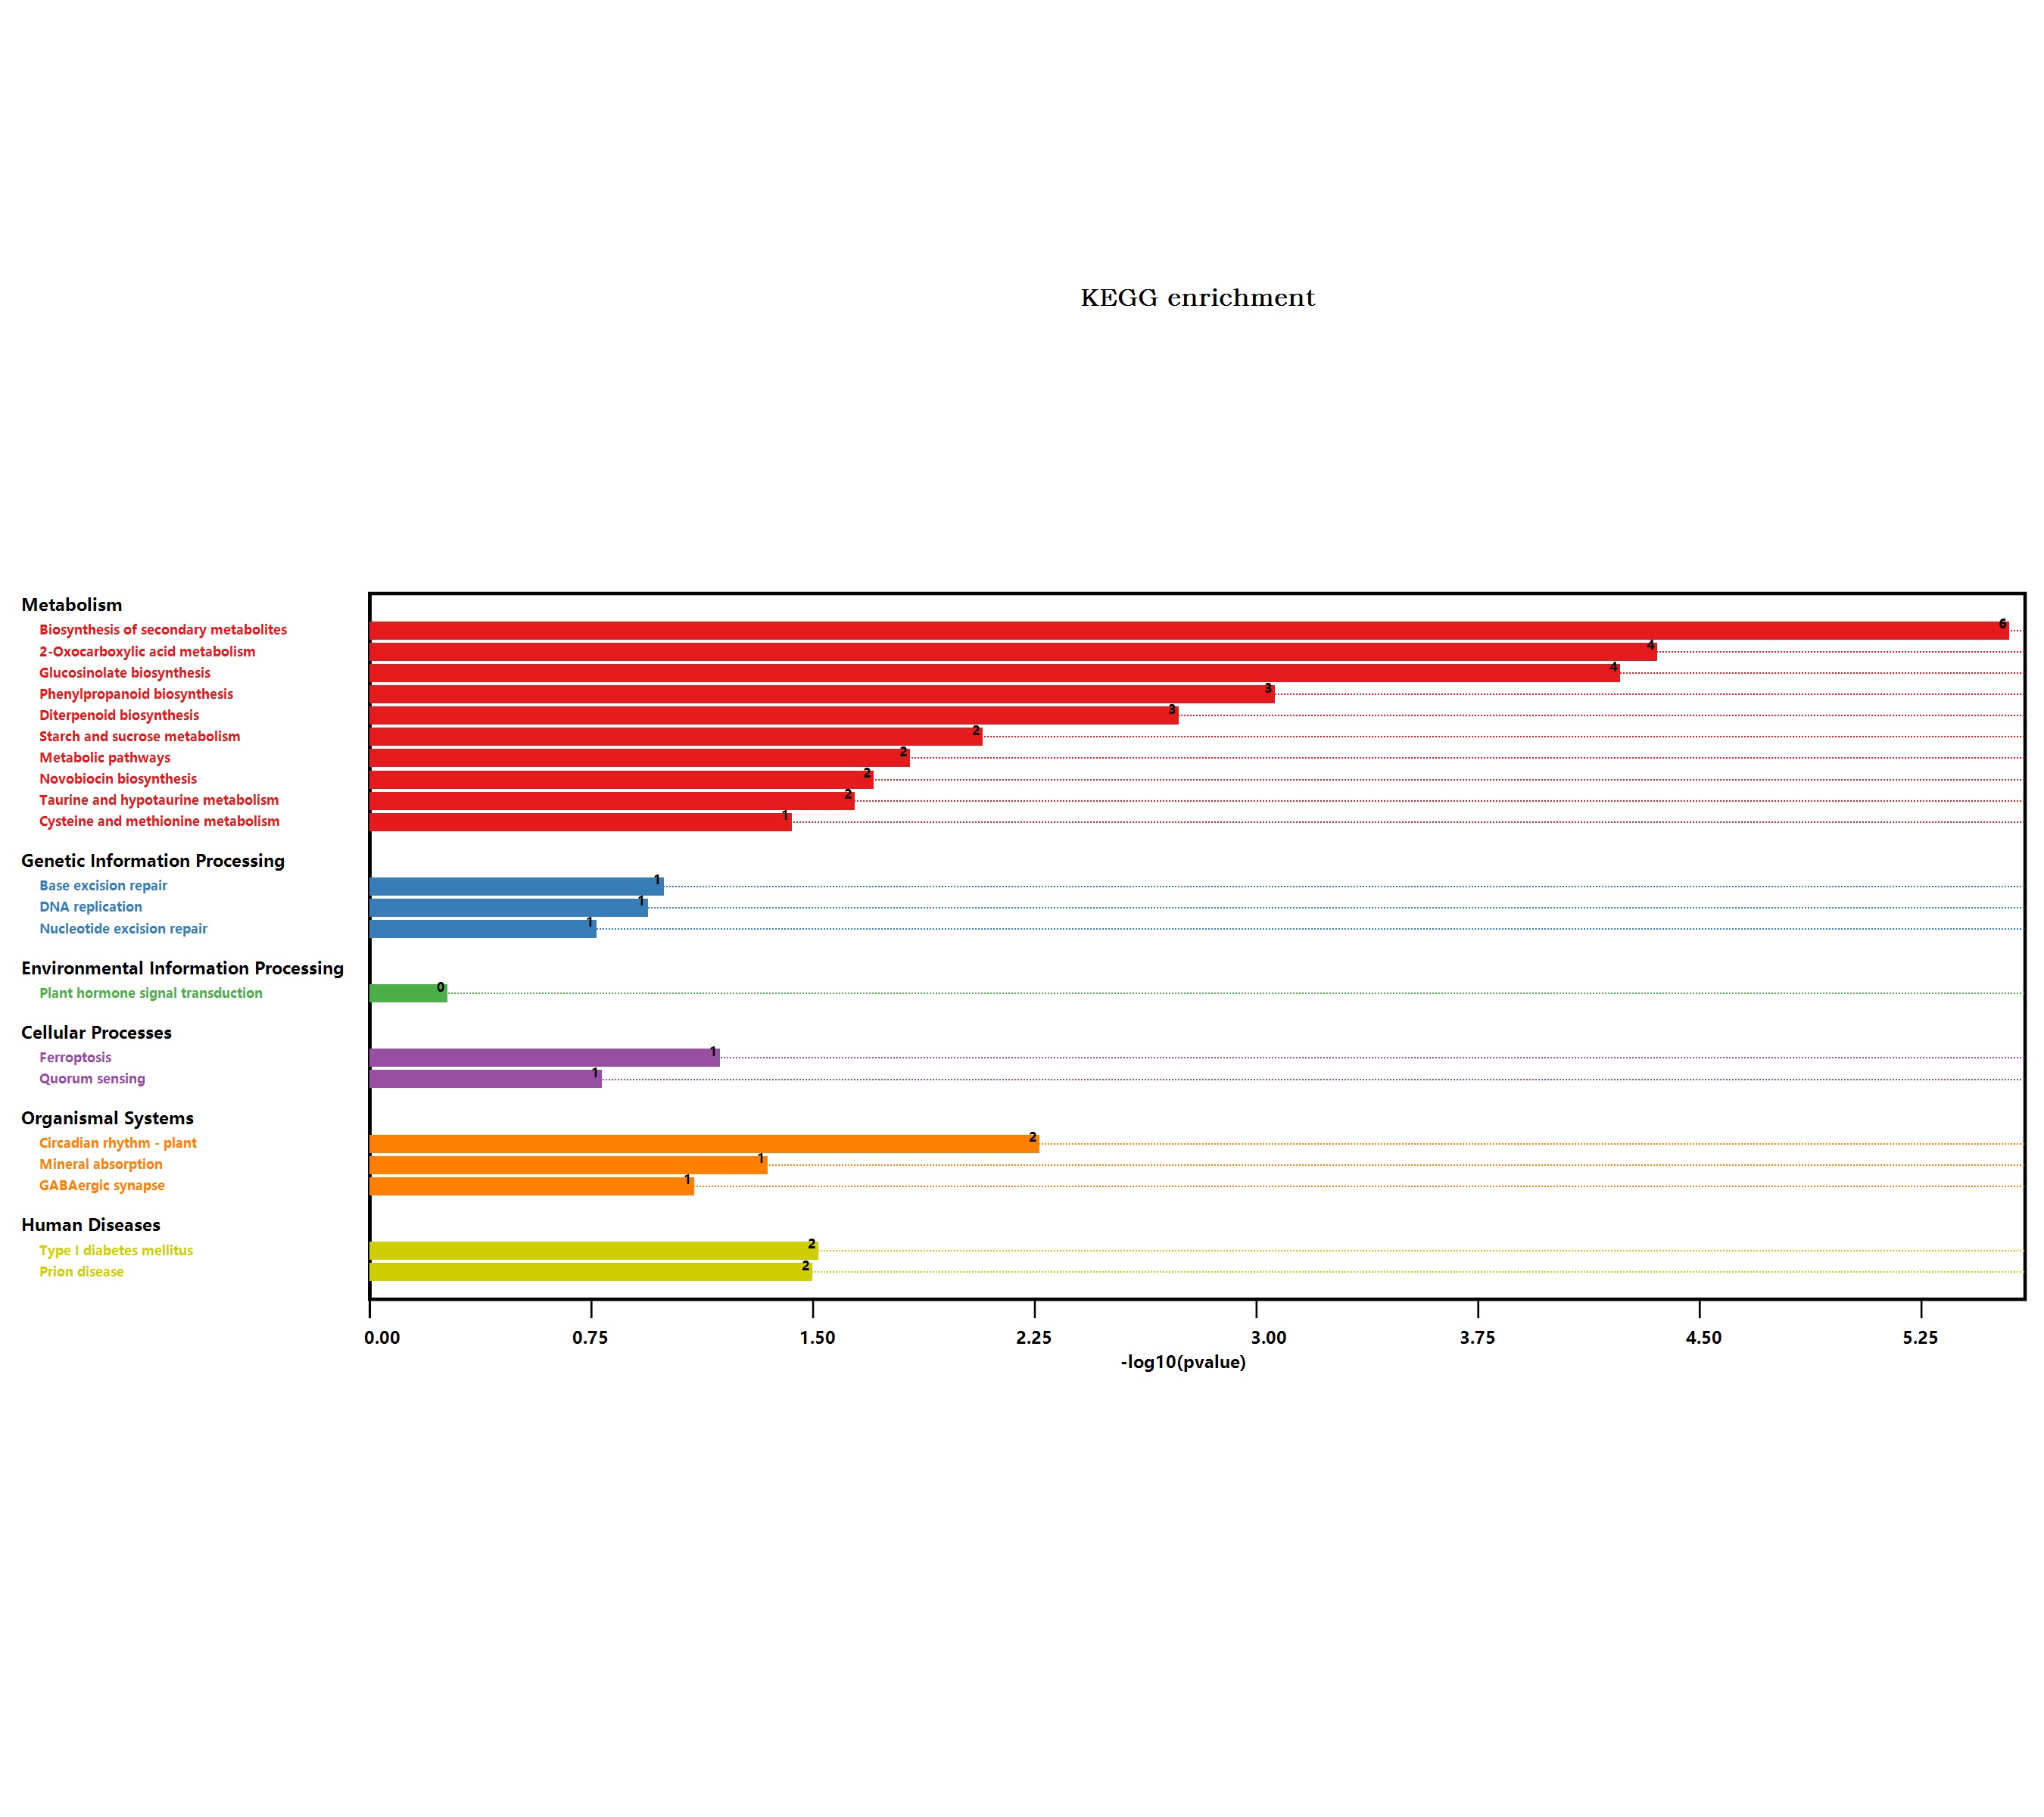 KEGG enrichment
Metabolism
Biosynthesis of secondary metabolites 6
2-Oxocarboxylic acid metabolism 4
Glucosinolate biosynthesis 4
Phenylpropanoid biosynthesis 3
Diterpenoid biosynthesis 3
Starch and sucrose metabolism 2
Metabolic pathways 2
Novobiocin biosynthesis 2
Taurine and hypotaurine metabolism 2
Cysteine and methionine metabolism 1
Genetic Information Processing
Base excision repair 1
DNA replication 1
Nucleotide excision repair 1
Environmental Information Processing
Plant hormone signal transduction 0
Cellular Processes
Ferroptosis 1
Quorum sensing 1
Organismal Systems
Circadian rhythm - plant 2
Mineral absorption 1
GABAergic synapse 1
Human Diseases
Type I diabetes mellitus 2
Prion disease 2
0.00 0.75 1.50 2.25 3.00 3.75 4.50 5.25
-log10(pvalue)